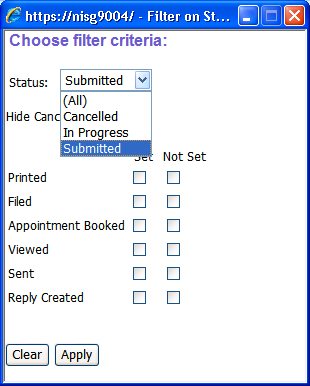 https://nisg9004/ - Filter on St...
Choose filter criteria:
Status: Submitted
(All)
Hide Canc
Cancelled
In Progress
Submitted
Set Not Set
Printed
Filed
Appointment Booked
Viewed
Sent
Reply Created
Clear Apply